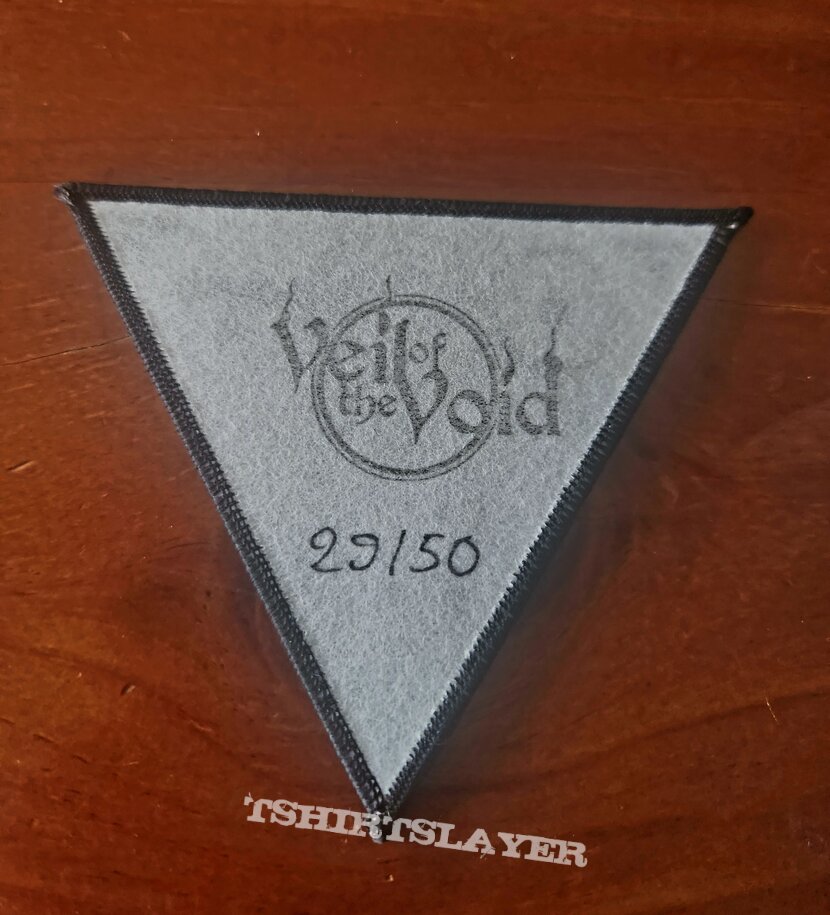 Veil of
the Void
29/50
TSHIRTSLAYER